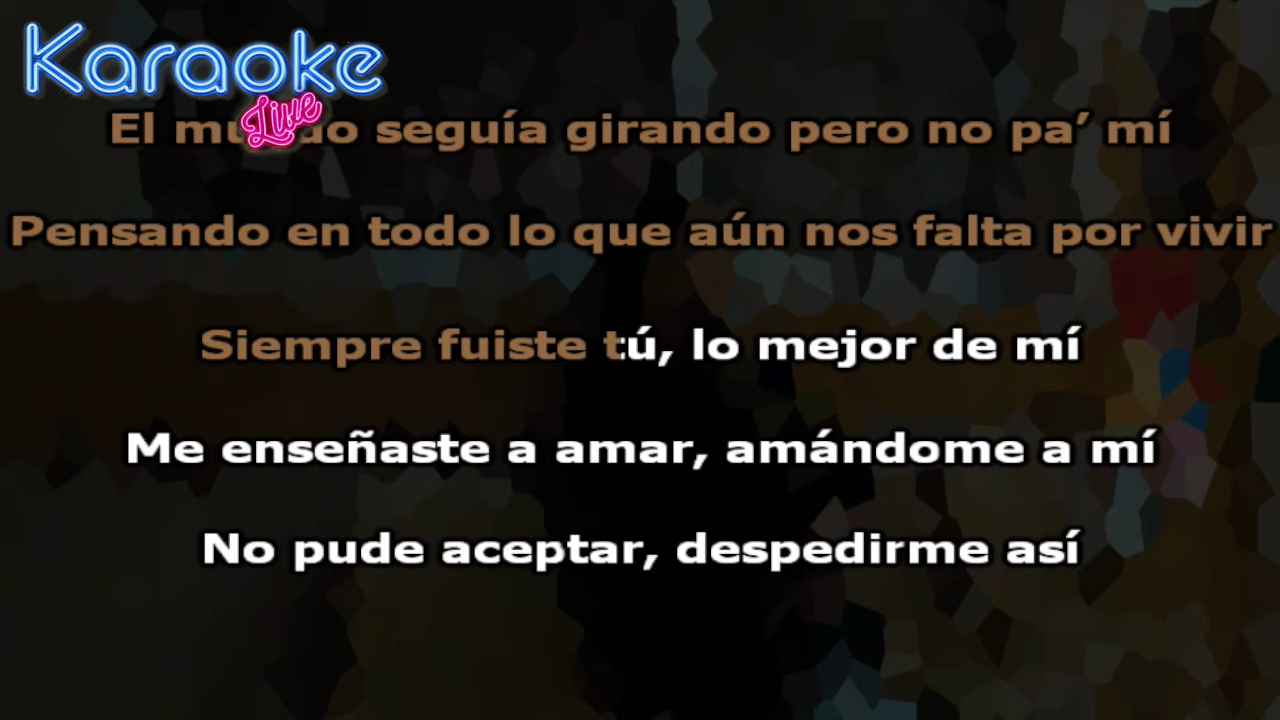 Karaoke
Live
El mundo seguía girando pero no pa’ mí
Pensando en todo lo que aún nos falta por vivir
Siempre fuiste tú, lo mejor de mí
Me enseñaste a amar, amándome a mí
No pude aceptar, despedirme así